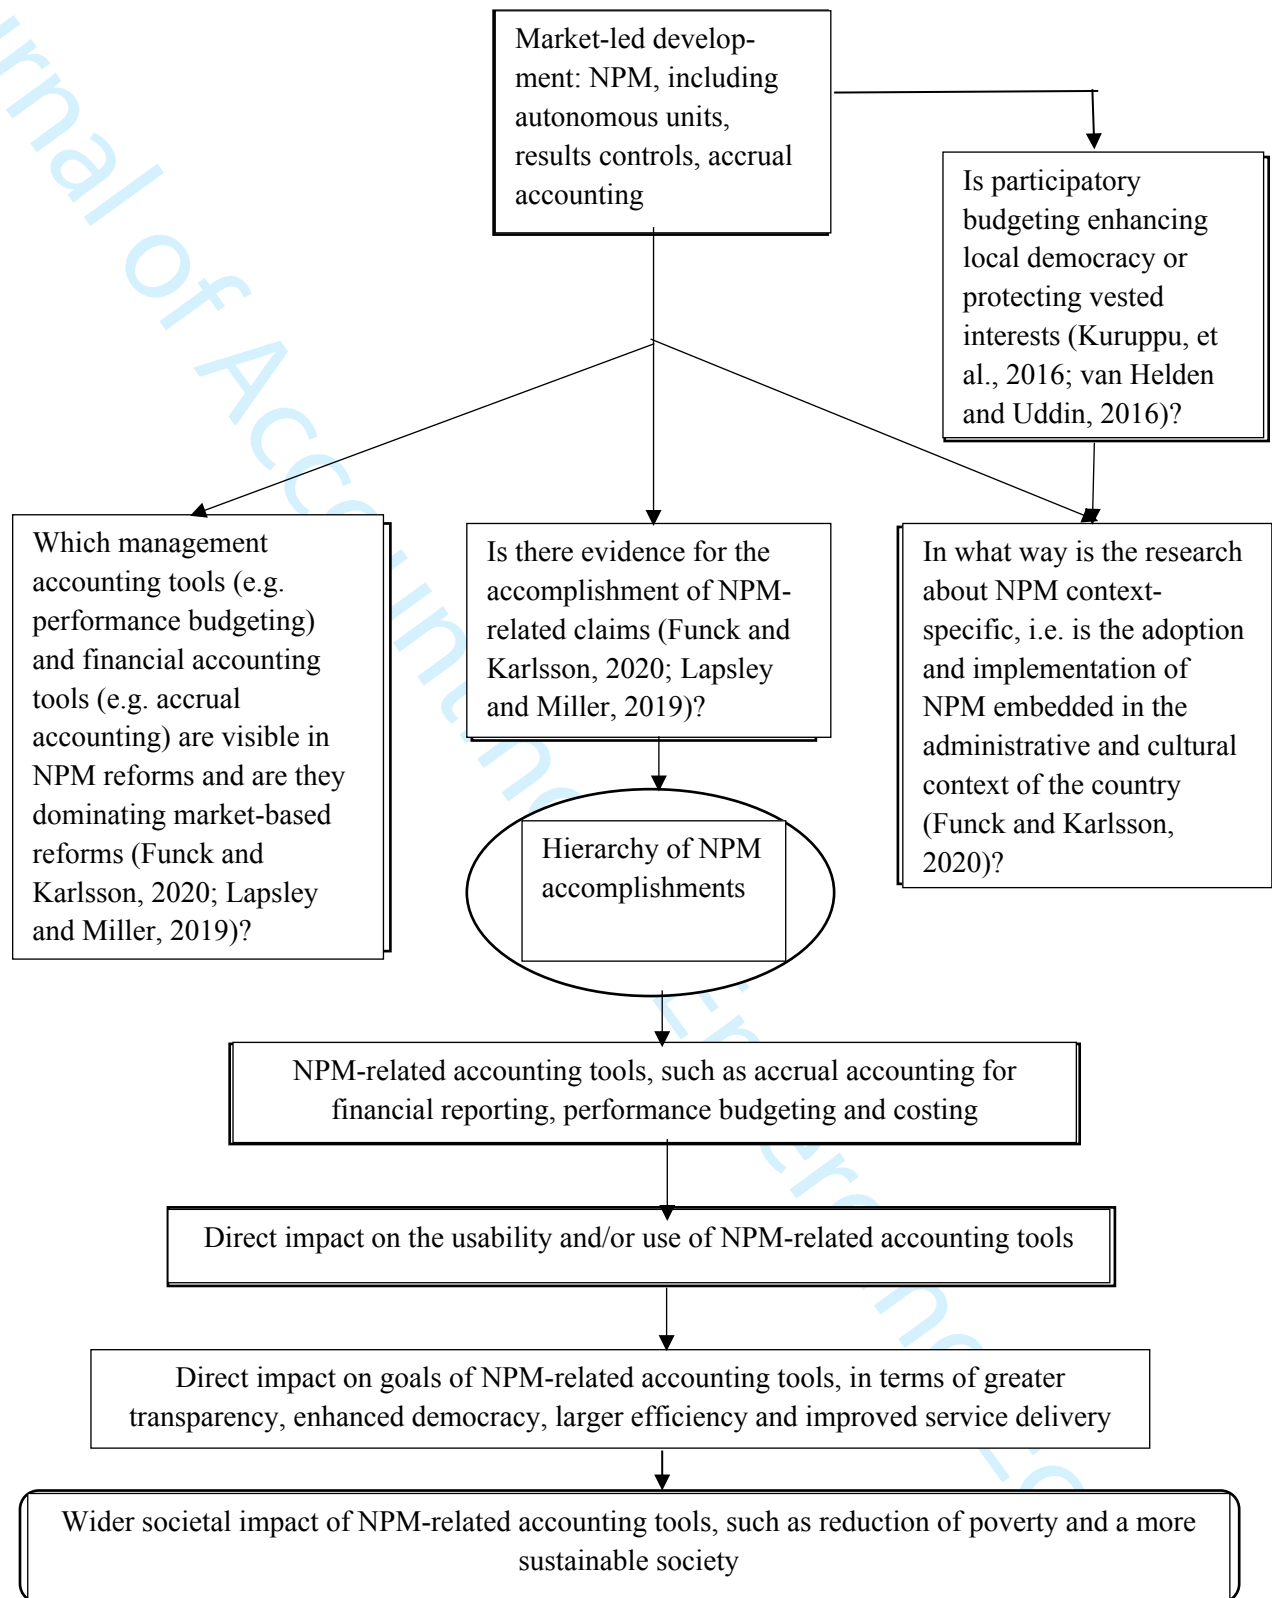 Market-led develop-
ment: NPM, including
autonomous units,
results controls, accrual
accounting
Is participatory
budgeting enhancing
local democracy or
protecting vested
interests (Kuruppu, et
al., 2016; van Helden
and Uddin, 2016)?
Which management
accounting tools (e.g.
performance budgeting)
and financial accounting
tools (e.g. accrual
accounting) are visible in
NPM reforms and are they
dominating market-based
reforms (Funck and
Karlsson, 2020; Lapsley
and Miller, 2019)?
Is there evidence for the
accomplishment of NPM-
related claims (Funck and
Karlsson, 2020; Lapsley
and Miller, 2019)?
In what way is the research
about NPM context-
specific, i.e. is the adoption
and implementation of
NPM embedded in the
administrative and cultural
context of the country
(Funck and Karlsson,
2020)?
Hierarchy of NPM
accomplishments
NPM-related accounting tools, such as accrual accounting for
financial reporting, performance budgeting and costing
Direct impact on the usability and/or use of NPM-related accounting tools
Direct impact on goals of NPM-related accounting tools, in terms of greater
transparency, enhanced democracy, larger efficiency and improved service delivery
Wider societal impact of NPM-related accounting tools, such as reduction of poverty and a more
sustainable society